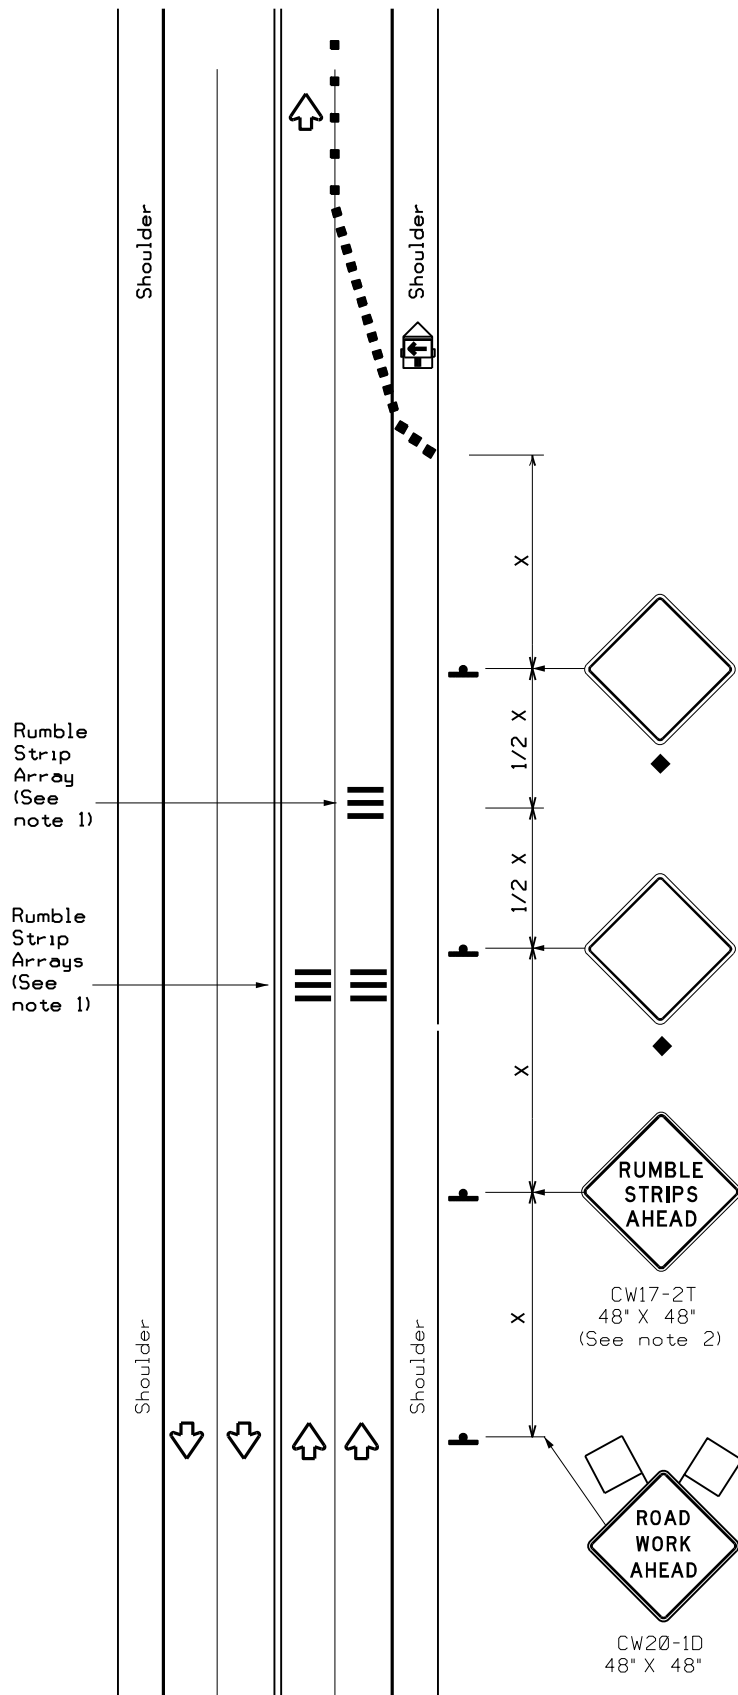 Shoulder
Shoulder
X
1/2 X
Rumble
Strip
Array
(See
note 1)
1/2 X
Rumble
Strip
Arrays
(See
note 1)
X
RUMBLE
STRIPS
AHEAD
CW17-2T
48" X 48"
(See note 2)
X
Shoulder
Shoulder
ROAD
WORK
AHEAD
CW20-1D
48" X 48"